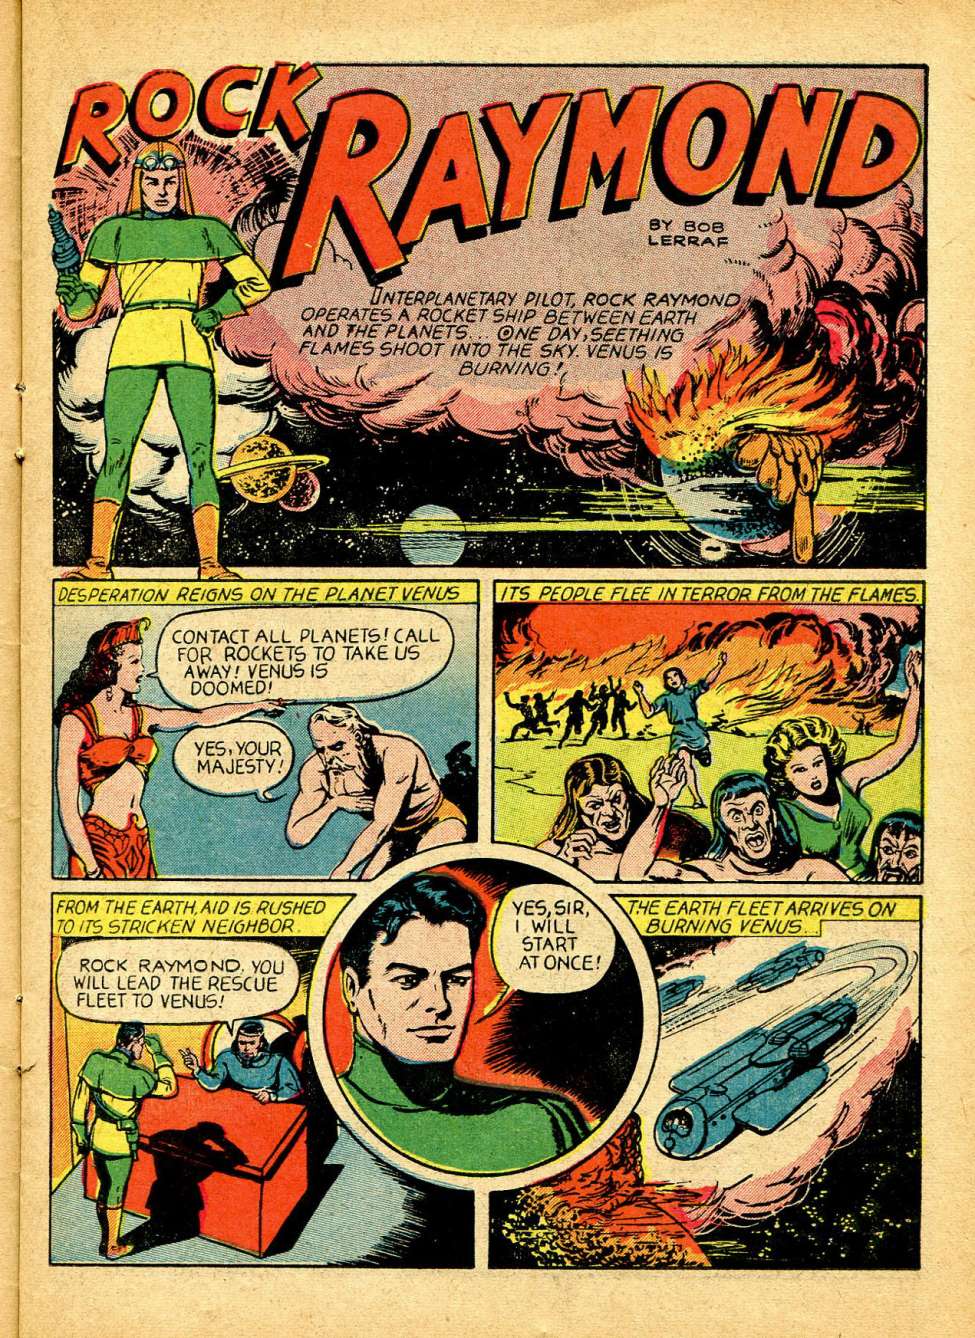 ROCK
RAYMOND
BY BOB
LERRAF
INTERPLANETARY PILOT, ROCK RAYMOND
OPERATES A ROCKET SHIP BETWEEN EARTH
AND THE PLANETS... ONE DAY, SEETHING
FLAMES SHOOT INTO THE SKY. VENUS IS
BURNING!
DESPERATION REIGNS ON THE PLANET VENUS
CONTACT ALL PLANETS! CALL
FOR ROCKETS TO TAKE US
AWAY! VENUS IS
DOOMED!
YES, YOUR
MAJESTY!
ITS PEOPLE FLEE IN TERROR FROM THE FLAMES.
FROM THE EARTH, AID IS RUSHED
TO ITS STRICKEN NEIGHBOR.
ROCK RAYMOND, YOU
WILL LEAD THE RESCUE
FLEET TO VENUS!
YES, SIR,
I WILL
START
AT ONCE!
THE EARTH FLEET ARRIVES ON
BURNING VENUS...